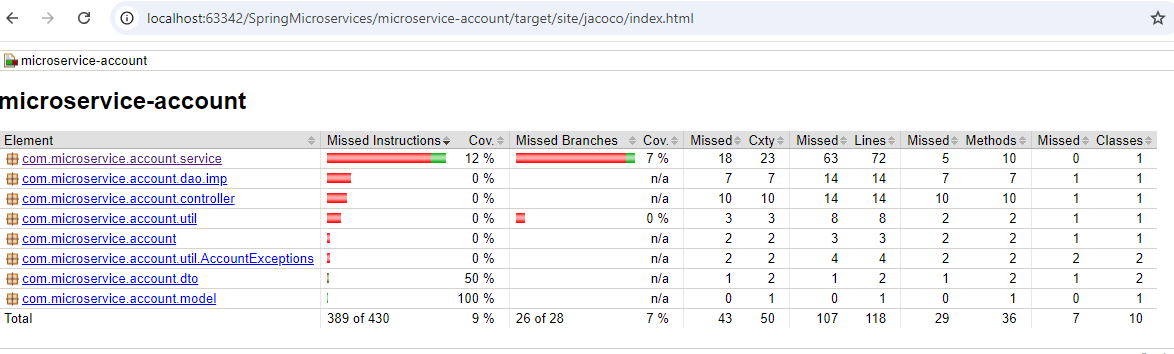 localhost:63342/SpringMicroservices/microservice-account/target/site/jacoco/index.html
microservice-account
microservice-account
Element Missed Instructions Cov. Missed Branches Cov. Missed Cxty Missed Lines Missed Methods Missed Classes
com.microservice.account.service 12 % 7 % 18 23 63 72 5 10 0 1
com.microservice.account.dao.imp 0 % n/a 7 7 14 14 7 7 1 1
com.microservice.account.controller 0 % n/a 10 10 14 14 10 10 1 1
com.microservice.account.util 0 % 0 % 3 3 8 8 2 2 1 1
com.microservice.account 0 % n/a 2 2 3 3 2 2 1 1
com.microservice.account.util.AccountExceptions 0 % n/a 2 2 4 4 2 2 2 2
com.microservice.account.dto 50 % n/a 1 2 1 2 1 2 1 2
com.microservice.account.model 100 % n/a 0 1 0 1 0 1 0 1
Total 389 of 430 9 % 26 of 28 7 % 43 50 107 118 29 36 7 10